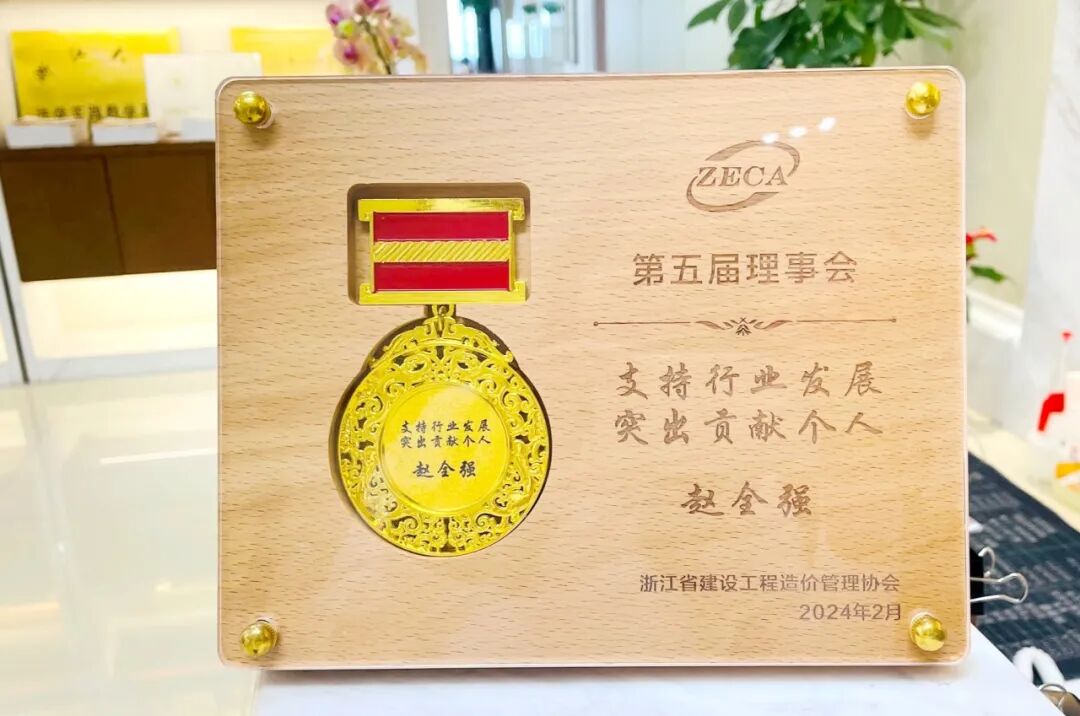 ZECA
第五届理事会
支持行业发展
突出贡献个人
赵全强
浙江省建设工程造价管理协会
2024年2月
支持行业发展
突出贡献个人
赵全强